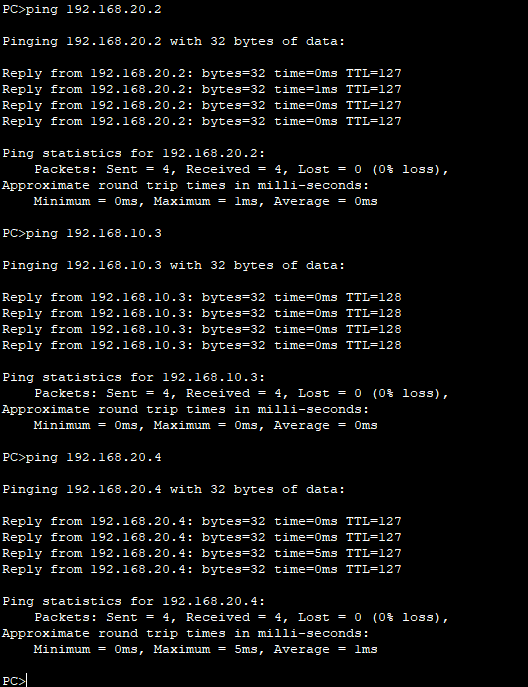 PC>ping 192.168.20.2
Pinging 192.168.20.2 with 32 bytes of data:
Reply from 192.168.20.2: bytes=32 time=0ms TTL=127
Reply from 192.168.20.2: bytes=32 time=1ms TTL=127
Reply from 192.168.20.2: bytes=32 time=0ms TTL=127
Reply from 192.168.20.2: bytes=32 time=0ms TTL=127
Ping statistics for 192.168.20.2:
    Packets: Sent = 4, Received = 4, Lost = 0 (0% loss),
Approximate round trip times in milli-seconds:
    Minimum = 0ms, Maximum = 1ms, Average = 0ms
PC>ping 192.168.10.3
Pinging 192.168.10.3 with 32 bytes of data:
Reply from 192.168.10.3: bytes=32 time=0ms TTL=128
Reply from 192.168.10.3: bytes=32 time=0ms TTL=128
Reply from 192.168.10.3: bytes=32 time=0ms TTL=128
Reply from 192.168.10.3: bytes=32 time=0ms TTL=128
Ping statistics for 192.168.10.3:
    Packets: Sent = 4, Received = 4, Lost = 0 (0% loss),
Approximate round trip times in milli-seconds:
    Minimum = 0ms, Maximum = 0ms, Average = 0ms
PC>ping 192.168.20.4
Pinging 192.168.20.4 with 32 bytes of data:
Reply from 192.168.20.4: bytes=32 time=0ms TTL=127
Reply from 192.168.20.4: bytes=32 time=0ms TTL=127
Reply from 192.168.20.4: bytes=32 time=5ms TTL=127
Reply from 192.168.20.4: bytes=32 time=0ms TTL=127
Ping statistics for 192.168.20.4:
    Packets: Sent = 4, Received = 4, Lost = 0 (0% loss),
Approximate round trip times in milli-seconds:
    Minimum = 0ms, Maximum = 5ms, Average = 1ms
PC>